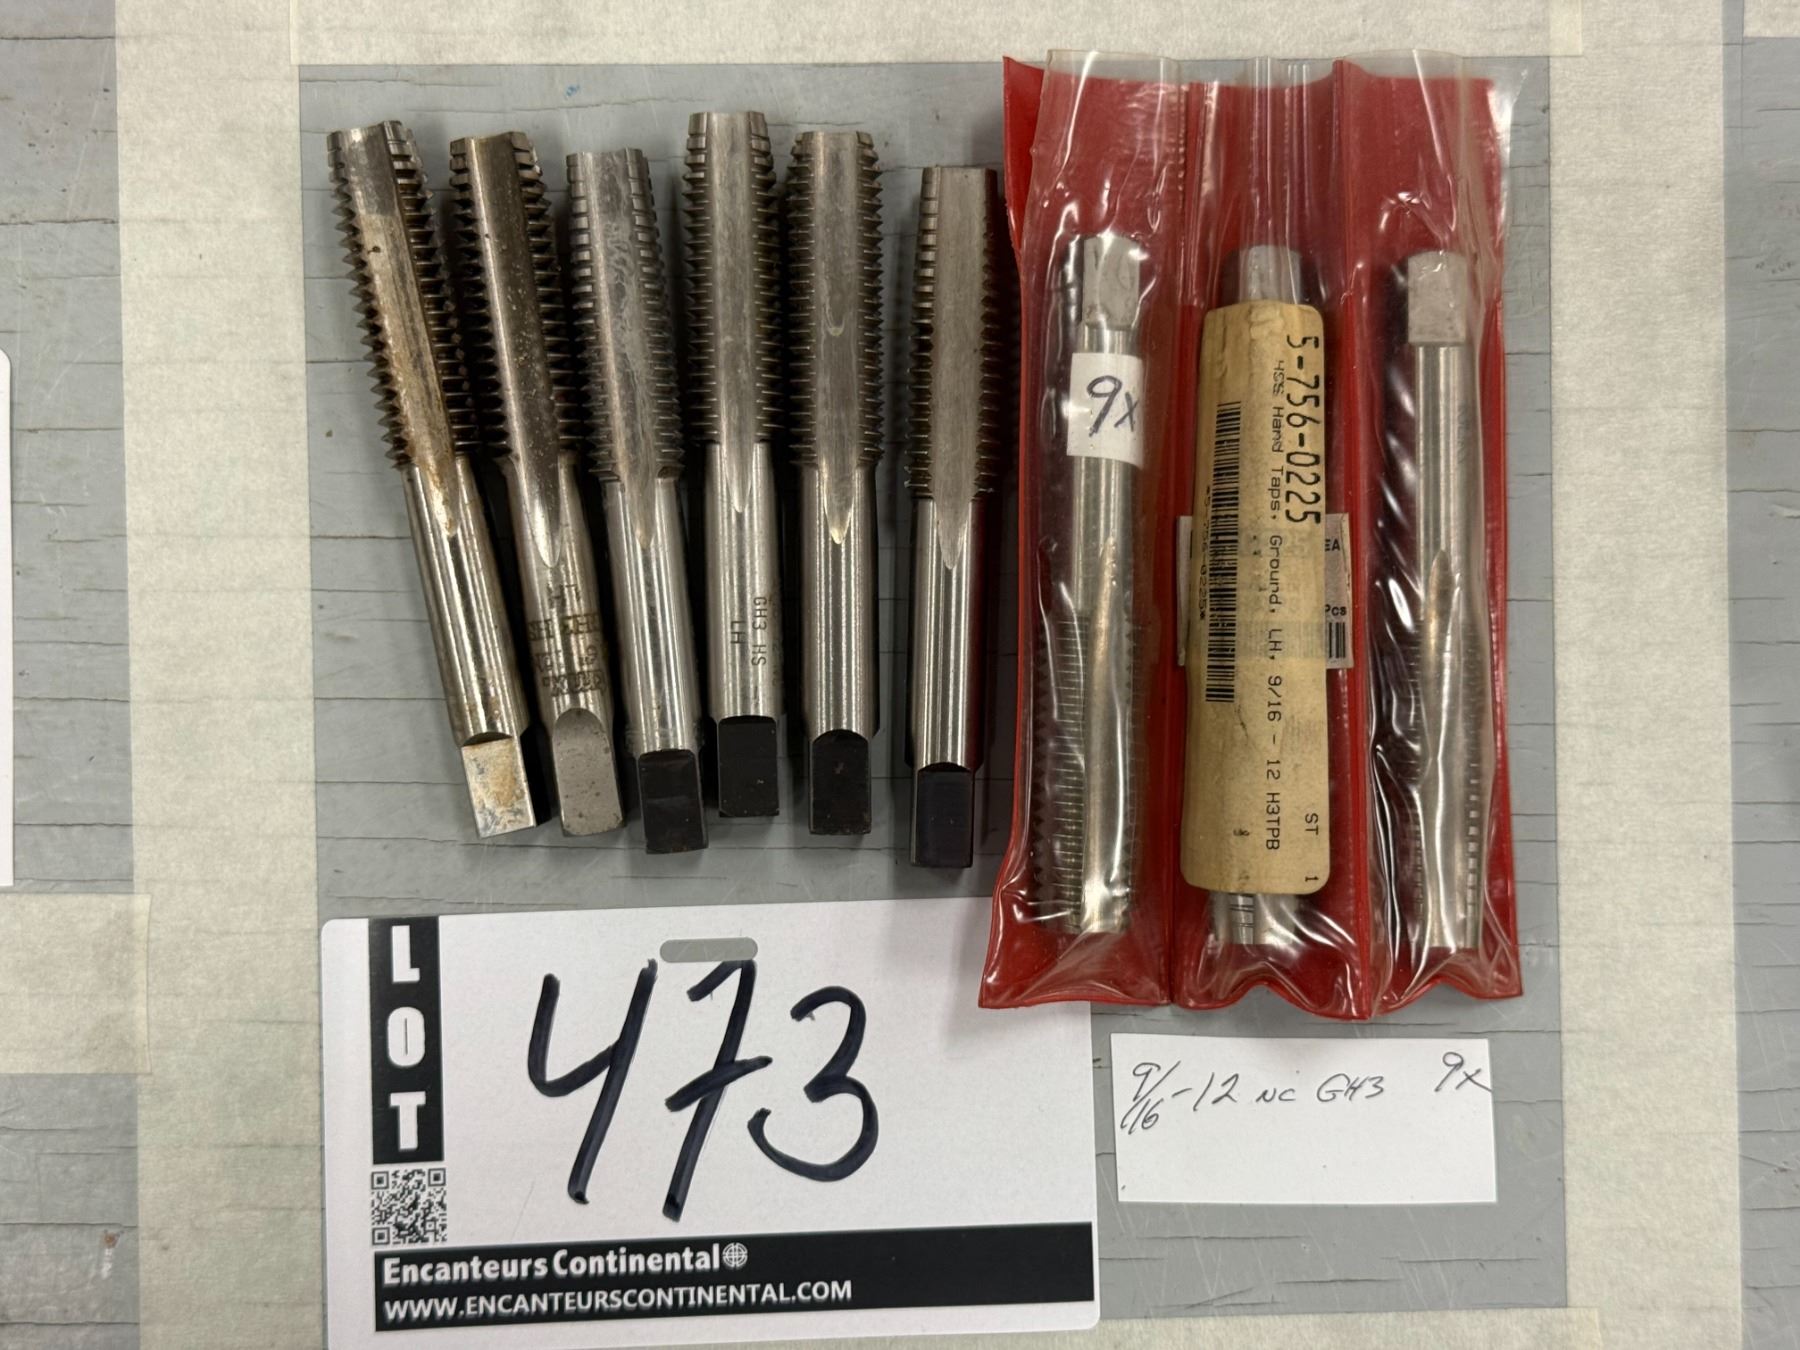 LH
GH3 HS
LH
9x
5-756-0225
HSS Hand Taps, Ground, LH, 9/16 - 12 H3TPB
ST 1
EA
Pcs
LOT
473
9/16-12 NC GH3 9x
Encanteurs Continental
WWW.ENCANTEURSCONTINENTAL.COM